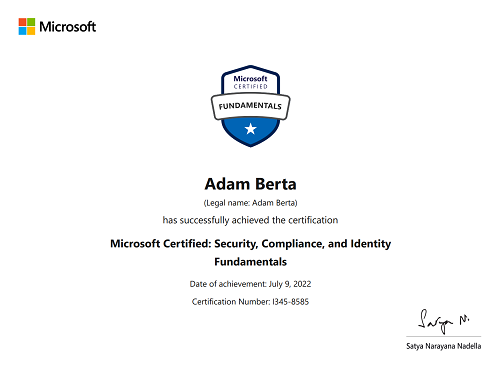 Microsoft
Microsoft
CERTIFIED
FUNDAMENTALS
Adam Berta
(Legal name: Adam Berta)
has successfully achieved the certification
Microsoft Certified: Security, Compliance, and Identity
Fundamentals
Date of achievement: July 9, 2022
Certification Number: I345-8585
Satya N.
Satya Narayana Nadella